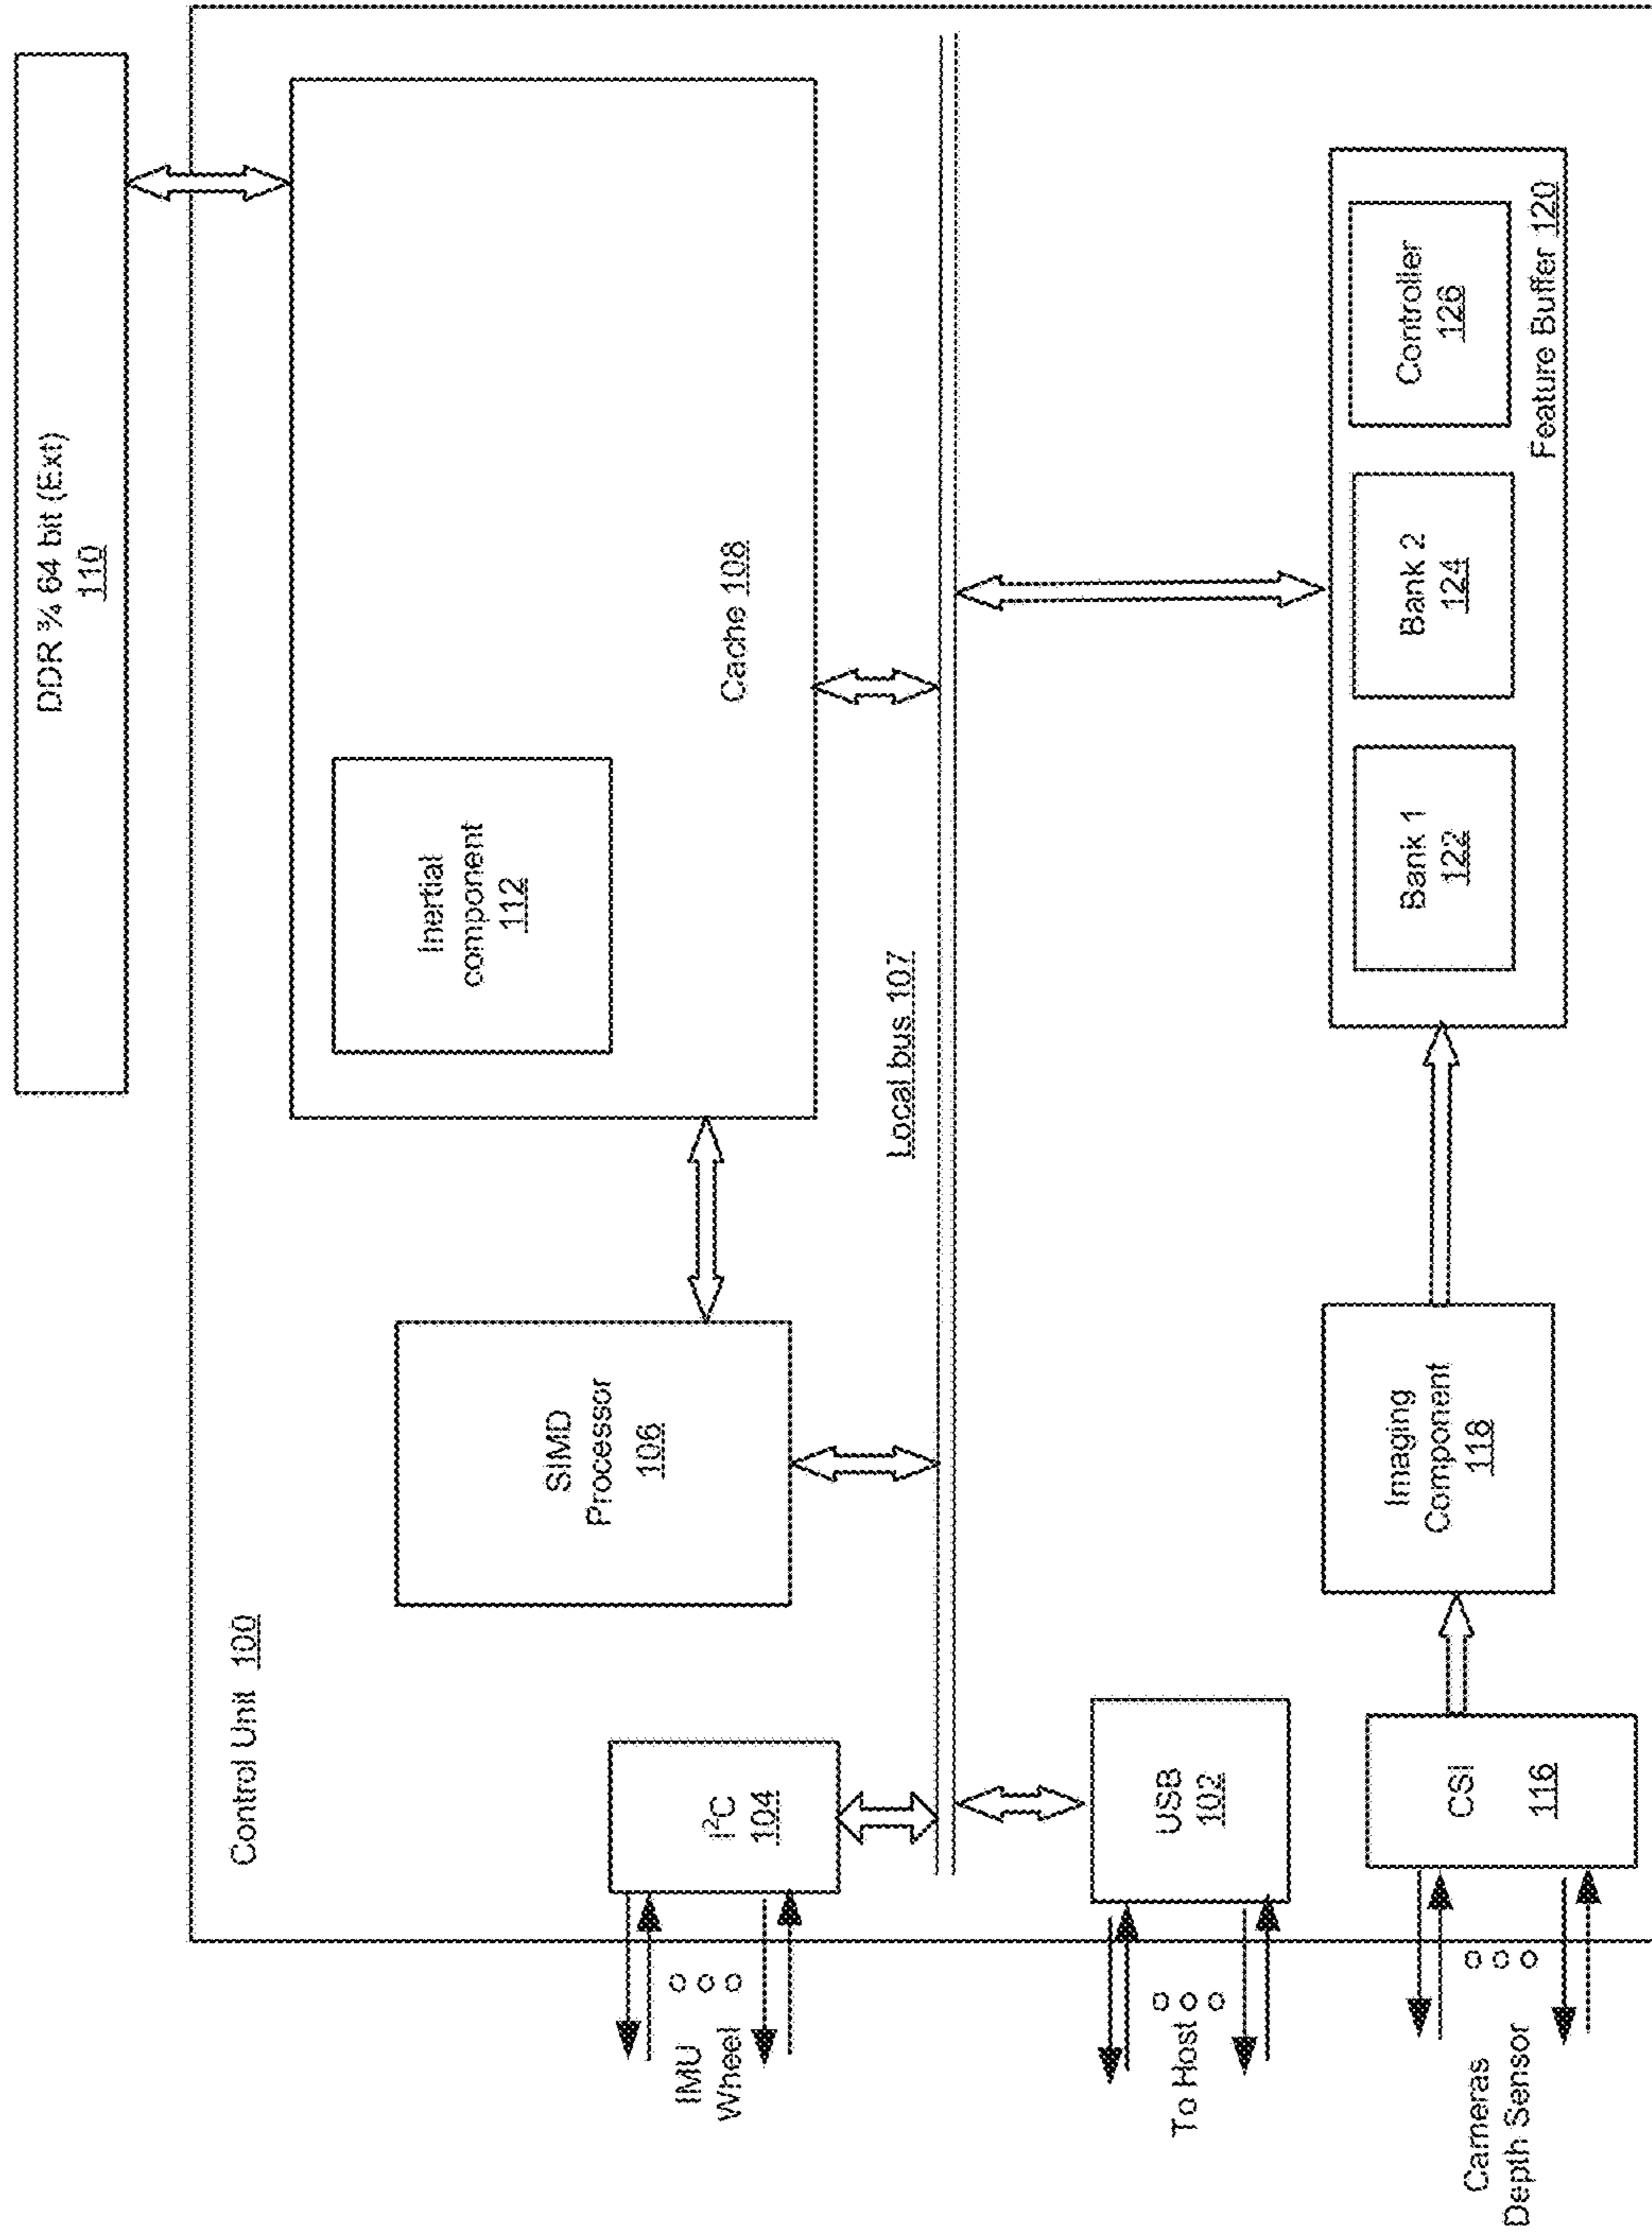 DDR ¾ 64 bit (Ext)
110
Control Unit 100
Inertial
component
112
Cache 108
SIMD
Processor
106
I²C
104
IMU
Wheel
Local bus 107
USB
102
To Host
CSI
116
Cameras
Depth Sensor
Imaging
Component
118
Bank 1
122
Bank 2
124
Controller
126
Feature Buffer 120